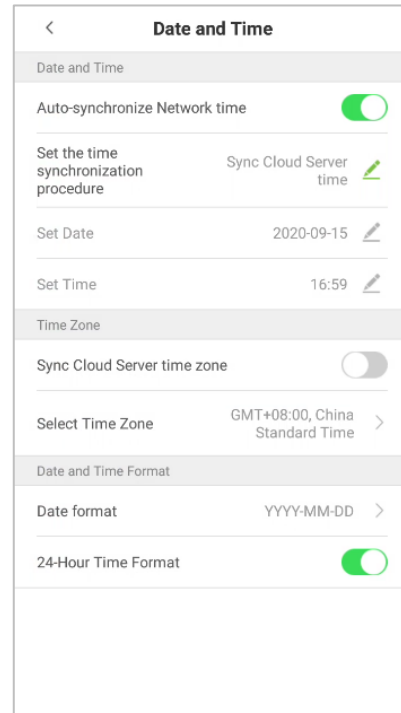 Date and Time
Date and Time
Auto-synchronize Network time
Set the time
synchronization
procedure
Sync Cloud Server
time
Set Date
2020-09-15
Set Time
16:59
Time Zone
Sync Cloud Server time zone
Select Time Zone
GMT+08:00, China
Standard Time
Date and Time Format
Date format
YYYY-MM-DD
24-Hour Time Format